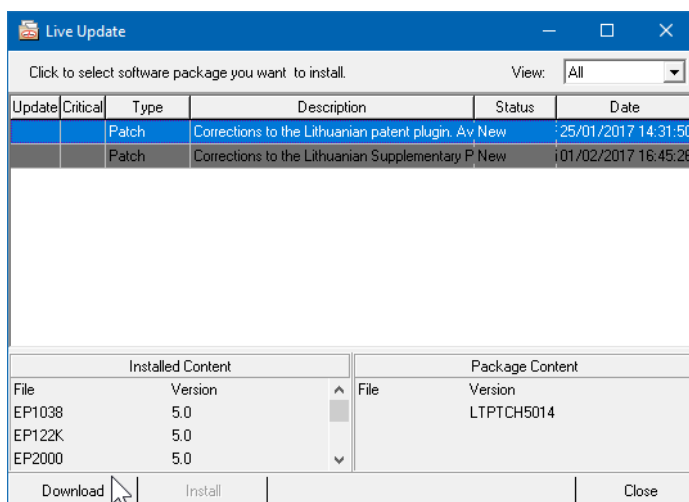 Live Update
Click to select software package you want to install. View: All
Update Critical Type Description Status Date
Patch Corrections to the Lithuanian patent plugin. Av New 25/01/2017 14:31:50
Patch Corrections to the Lithuanian Supplementary P New 01/02/2017 16:45:26
Installed Content Package Content
File Version File Version
EP1038 5.0 LTPTCH5014
EP122K 5.0
EP2000 5.0
Download Install Close